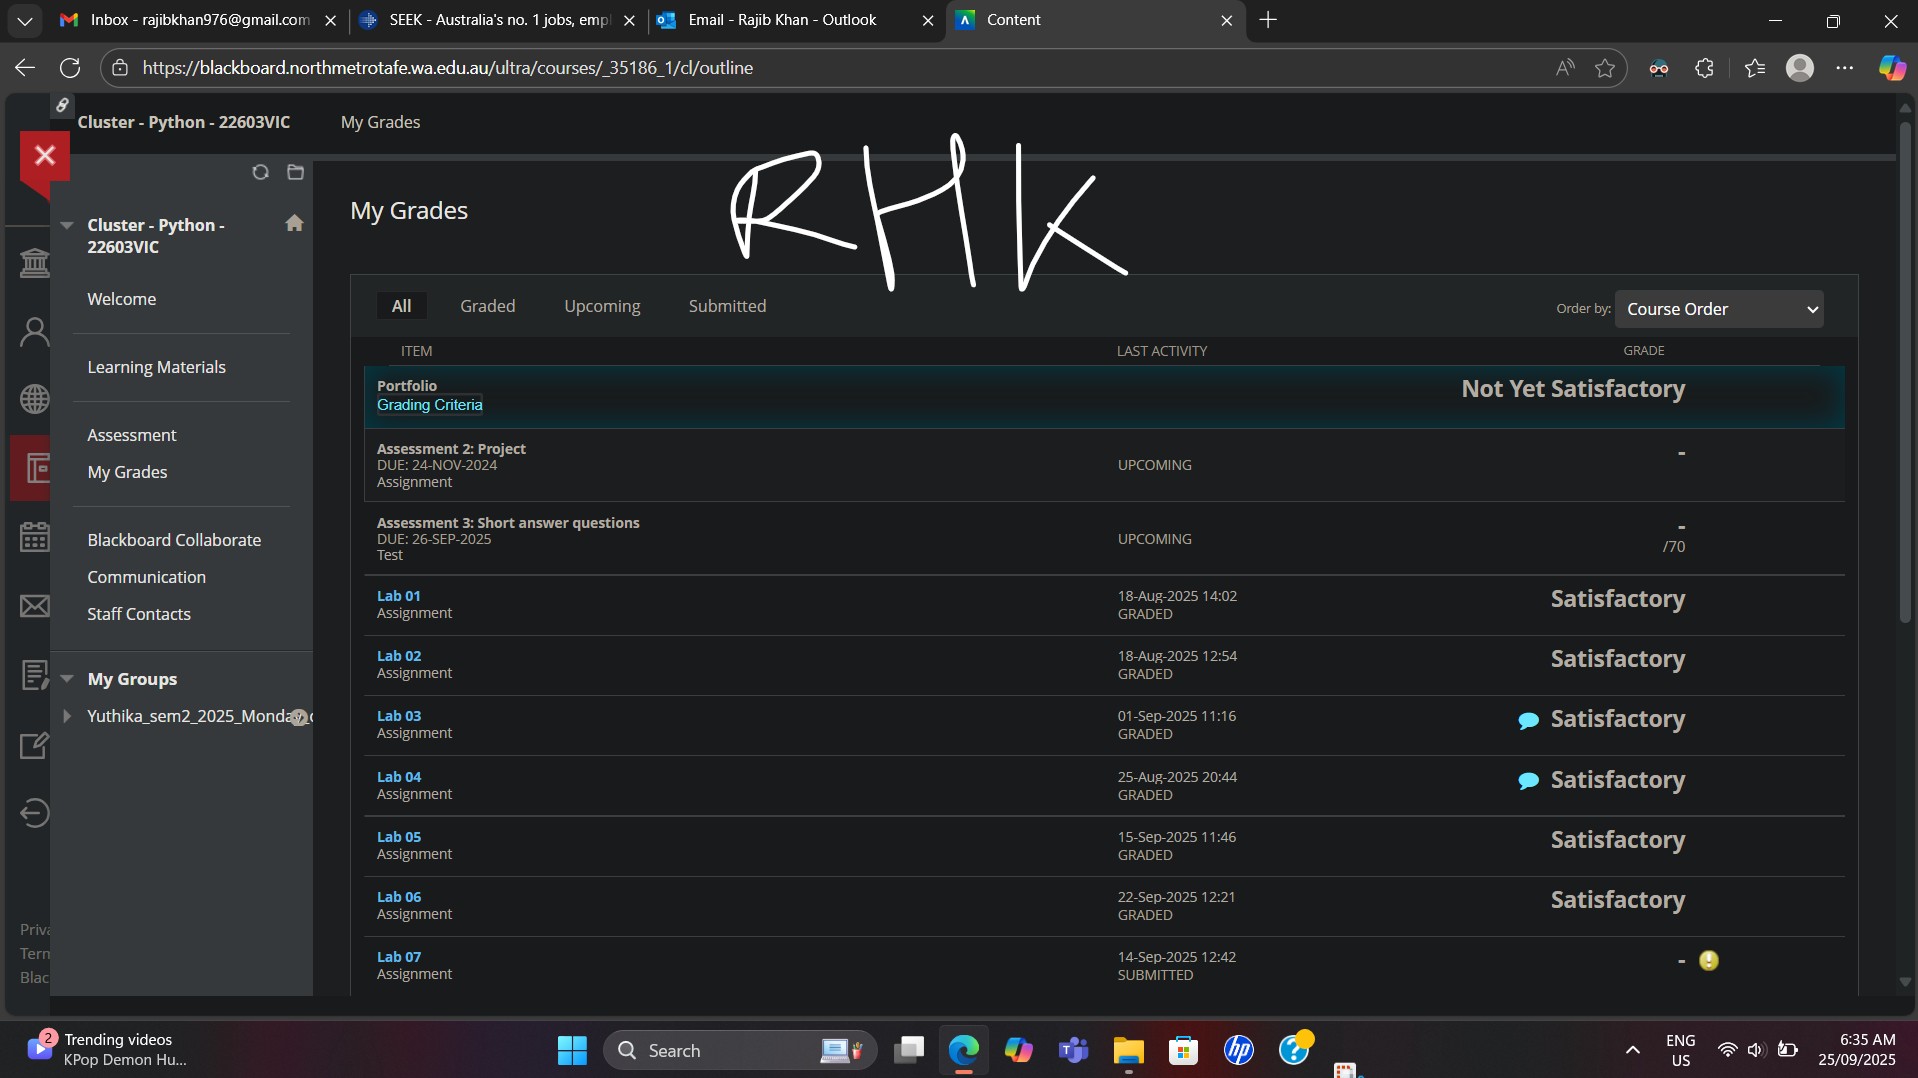 Inbox - rajibkhan976@gmail.com
SEEK - Australia's no. 1 jobs, emp
Email - Rajib Khan - Outlook
Content
https://blackboard.northmetrotafe.wa.edu.au/ultra/courses/_35186_1/cl/outline
Cluster - Python - 22603VIC
My Grades
RHK
Cluster - Python -
22603VIC
Welcome
Learning Materials
Assessment
My Grades
Blackboard Collaborate
Communication
Staff Contacts
My Groups
Yuthika_sem2_2025_Monday
Priva
Term
Blac
My Grades
All Graded Upcoming Submitted
Order by: Course Order
ITEM LAST ACTIVITY GRADE
Portfolio
Grading Criteria
Not Yet Satisfactory
Assessment 2: Project
DUE: 24-NOV-2024
Assignment
UPCOMING
-
Assessment 3: Short answer questions
DUE: 26-SEP-2025
Test
UPCOMING
-
/70
Lab 01
Assignment
18-Aug-2025 14:02
GRADED
Satisfactory
Lab 02
Assignment
18-Aug-2025 12:54
GRADED
Satisfactory
Lab 03
Assignment
01-Sep-2025 11:16
GRADED
Satisfactory
Lab 04
Assignment
25-Aug-2025 20:44
GRADED
Satisfactory
Lab 05
Assignment
15-Sep-2025 11:46
GRADED
Satisfactory
Lab 06
Assignment
22-Sep-2025 12:21
GRADED
Satisfactory
Lab 07
Assignment
14-Sep-2025 12:42
SUBMITTED
-
2
Trending videos
KPop Demon Hu...
Search
hp
ENG
US
6:35 AM
25/09/2025